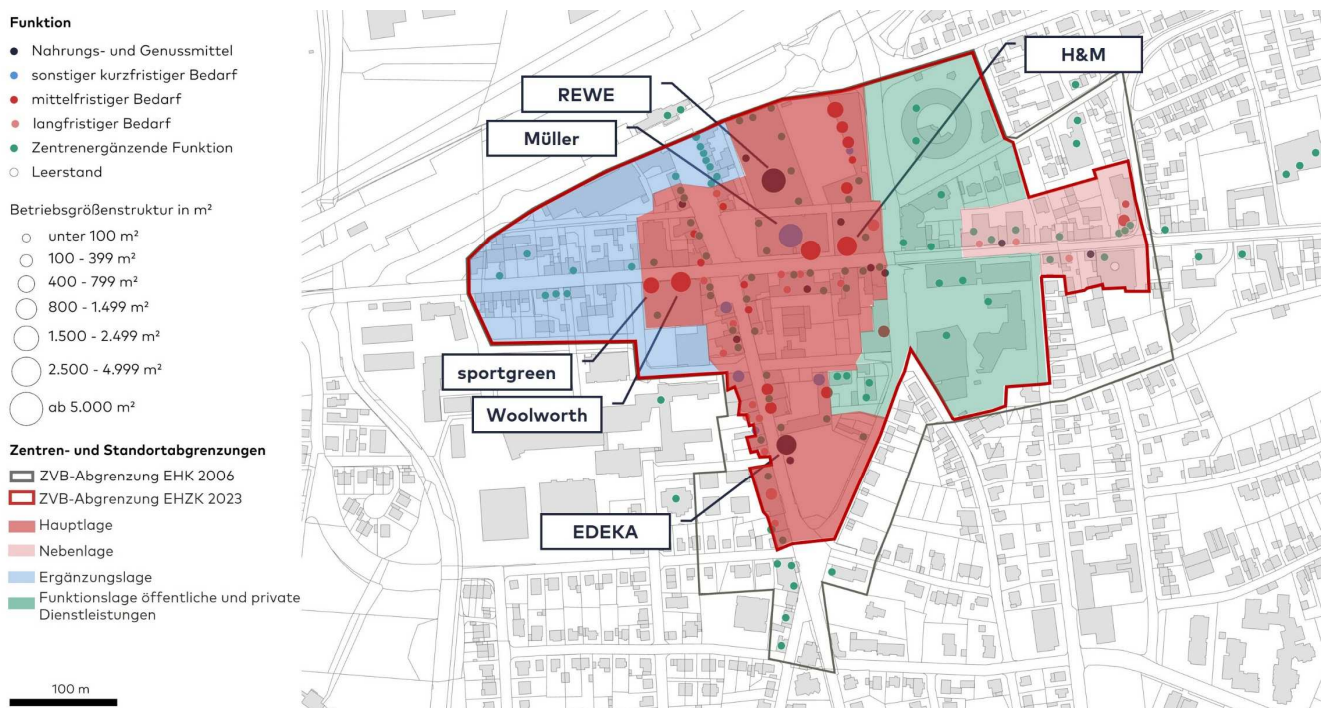 Funktion
Nahrungs- und Genussmittel
sonstiger kurzfristiger Bedarf
mittelfristiger Bedarf
langfristiger Bedarf
Zentrenergänzende Funktion
Leerstand
Betriebsgrößenstruktur in m²
unter 100 m²
100 - 399 m²
400 - 799 m²
800 - 1.499 m²
1.500 - 2.499 m²
2.500 - 4.999 m²
ab 5.000 m²
Zentren- und Standortabgrenzungen
ZVB-Abgrenzung EHK 2006
ZVB-Abgrenzung EHZK 2023
Hauptlage
Nebenlage
Ergänzungslage
Funktionslage öffentliche und private
Dienstleistungen
100 m
H&M
REWE
Müller
sportgreen
Woolworth
EDEKA